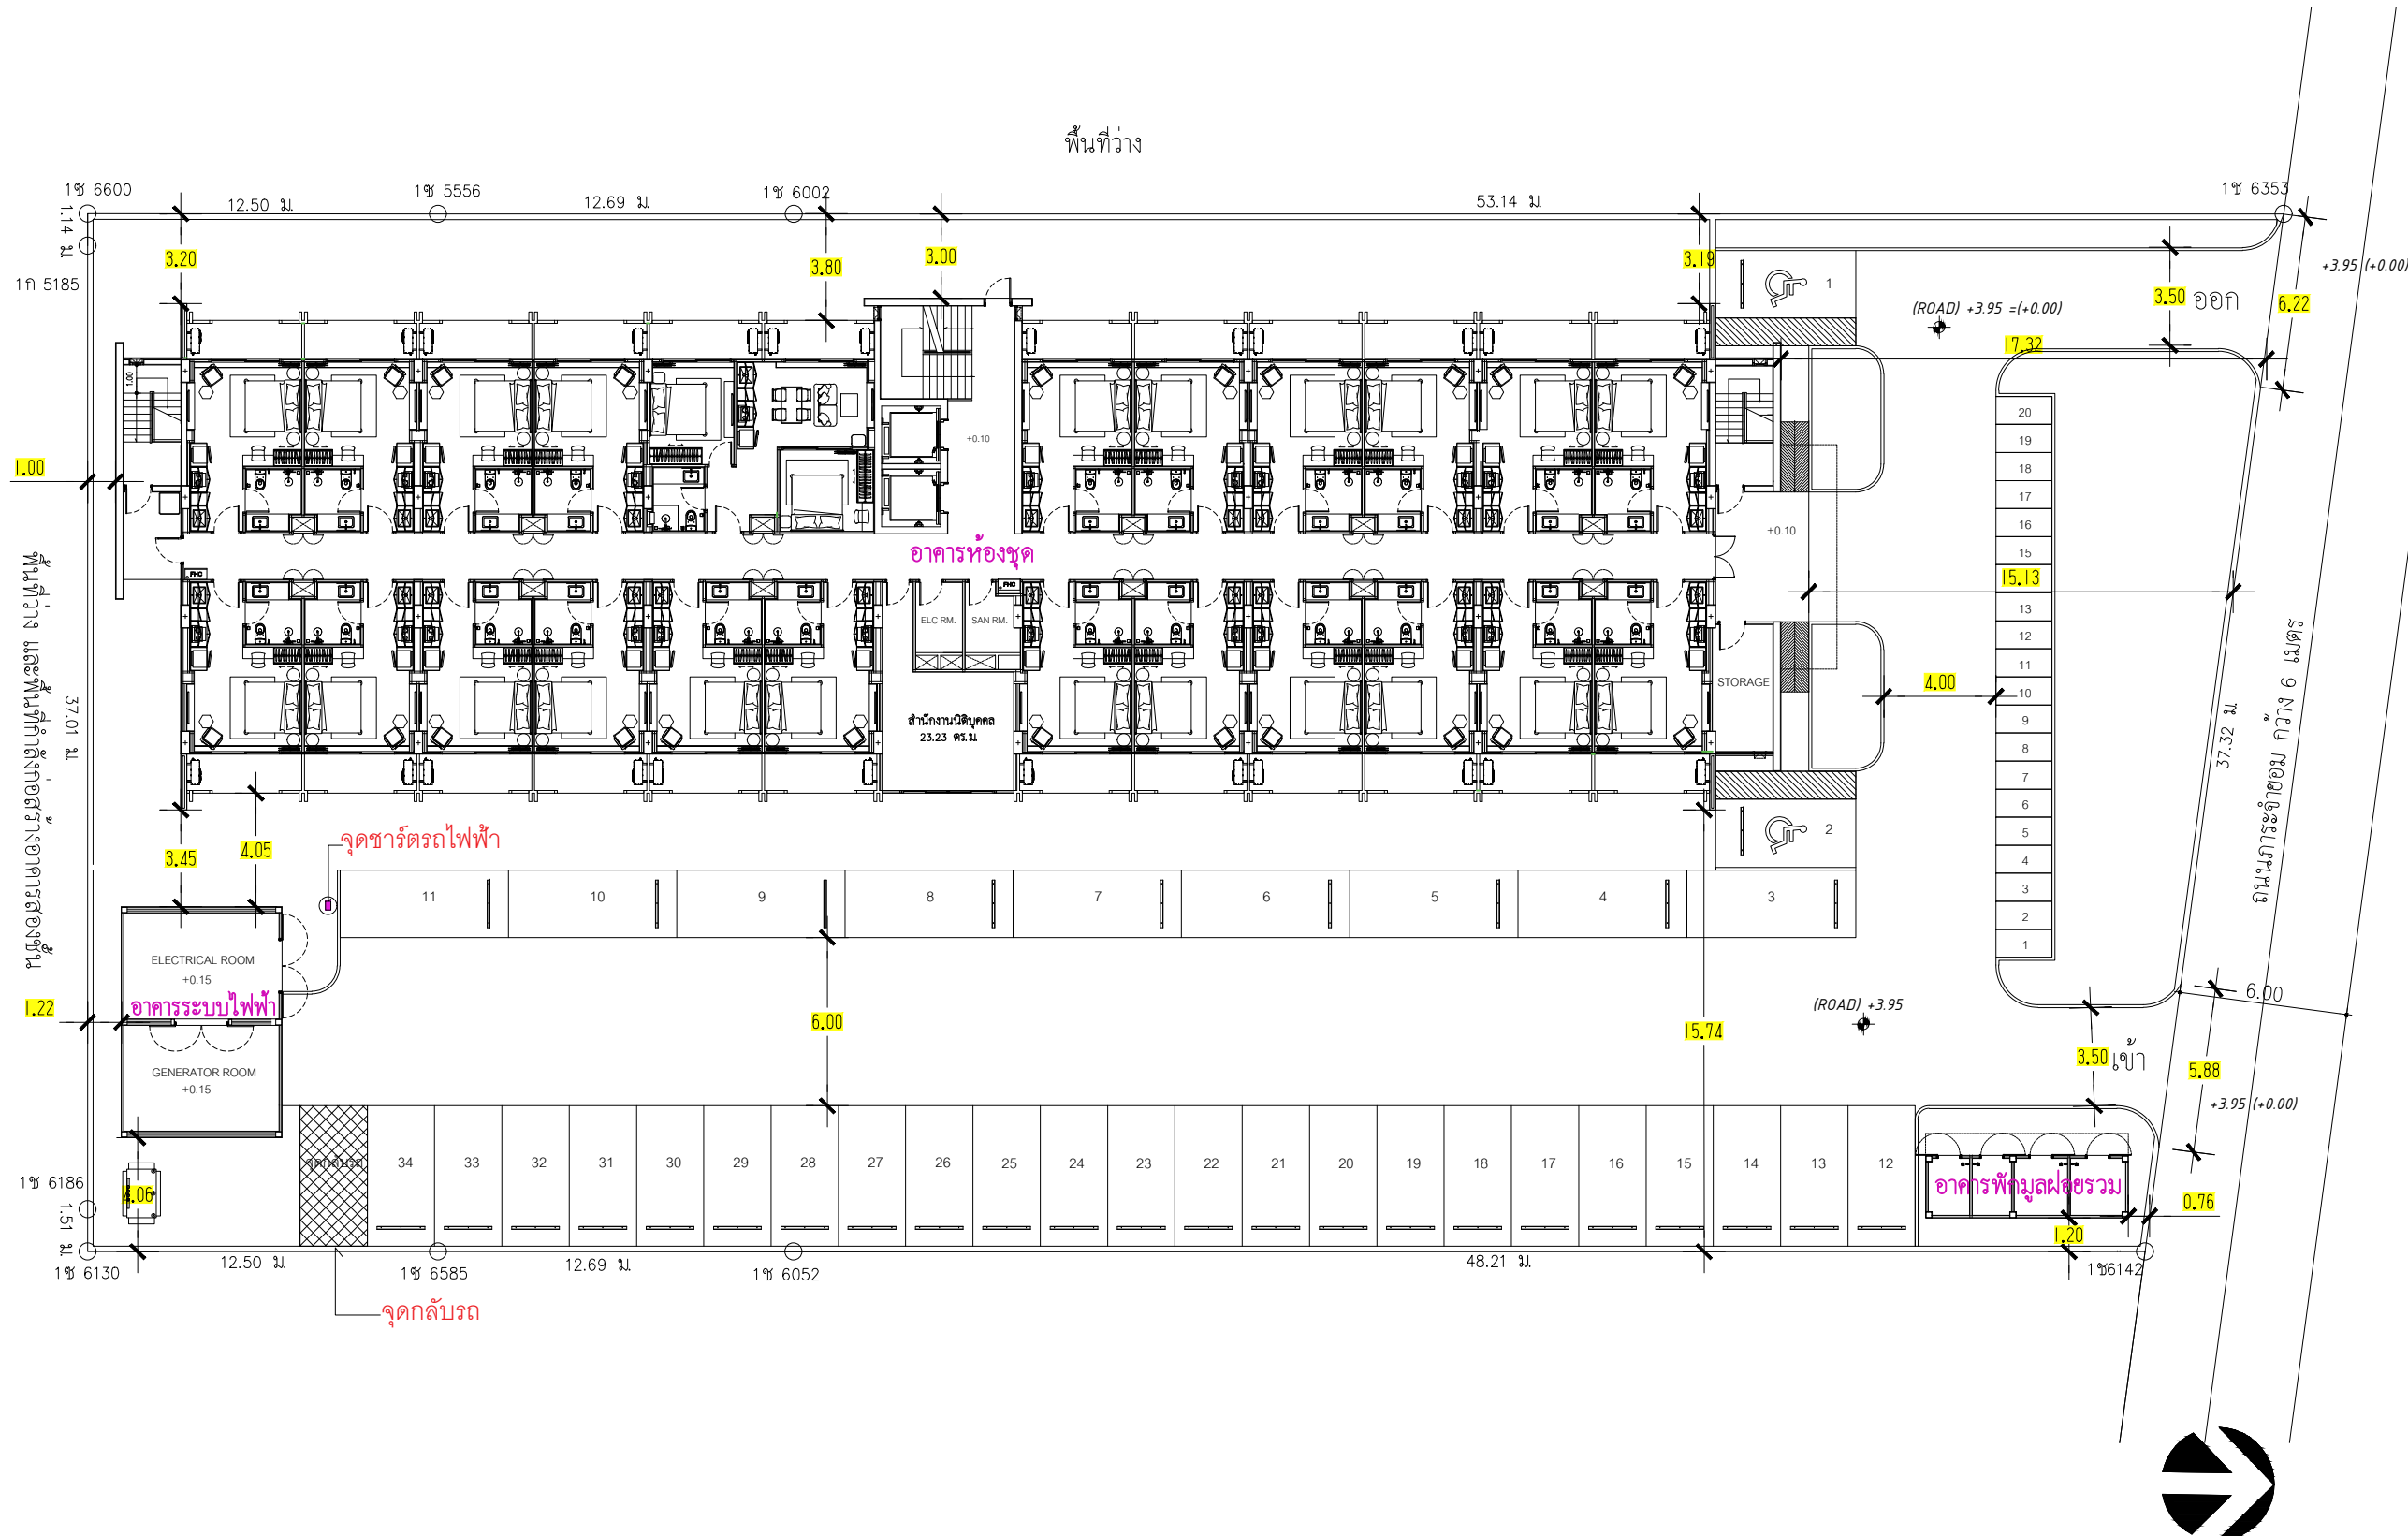 พื้นที่ว่าง
1ช 6600
12.50 ม.
1ช 5556
12.69 ม.
1ช 6002
53.14 ม.
1ช 6353
1.14 ม.
1ก 5185
3.20
3.80
3.00
3.19
1
3.50
ออก
6.22
+3.95 (+0.00)
(ROAD) +3.95 =(+0.00)
17.32
1.00
1.00
+0.10
+0.10
อาคารห้องชุด
FHC
FHC
ELC RM.
SAN RM.
สำนักงานนิติบุคคล
23.23 ตร.ม.
STORAGE
20
19
18
17
16
15
15.13
13
12
11
10
9
8
7
6
5
4
3
2
1
4.00
37.32 ม.
ถนนภาระจำยอม กว้าง 6 เมตร
พื้นที่ว่าง และพื้นที่กำลังก่อสร้างอาคารสองชั้น
37.01 ม.
3.45
4.05
จุดชาร์ตรถไฟฟ้า
2
11
10
9
8
7
6
5
4
3
ELECTRICAL ROOM
+0.15
อาคารระบบไฟฟ้า
1.22
GENERATOR ROOM
+0.15
6.00
15.74
(ROAD) +3.95
6.00
3.50
เข้า
5.88
+3.95 (+0.00)
จุดกลับรถ
34
33
32
31
30
29
28
27
26
25
24
23
22
21
20
19
18
17
16
15
14
13
12
อาคารพักมูลฝอยรวม
0.76
1.20
4.06
1ช 6186
1.51 ม.
1ช 6130
12.50 ม.
1ช 6585
12.69 ม.
1ช 6052
48.21 ม.
1ช6142
จุดกลับรถ